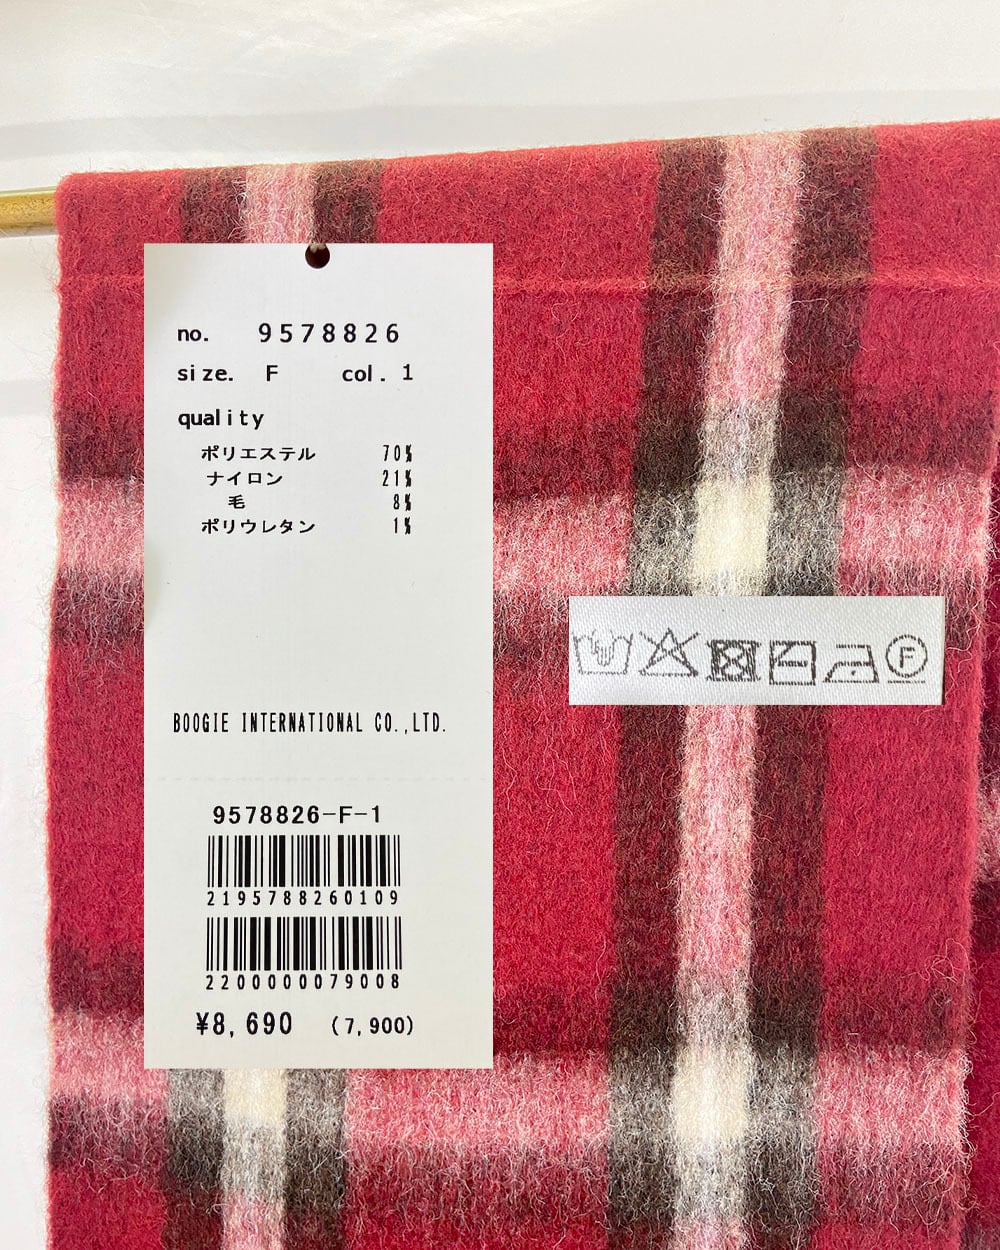 no. 9578826
size. F col. 1
quality
ポリエステル 70%
ナイロン 21%
毛 8%
ポリウレタン 1%
BOOGIE INTERNATIONAL CO.,LTD.
9578826-F-1
2195788260109
2200000079008
¥8,690 (7,900)
F